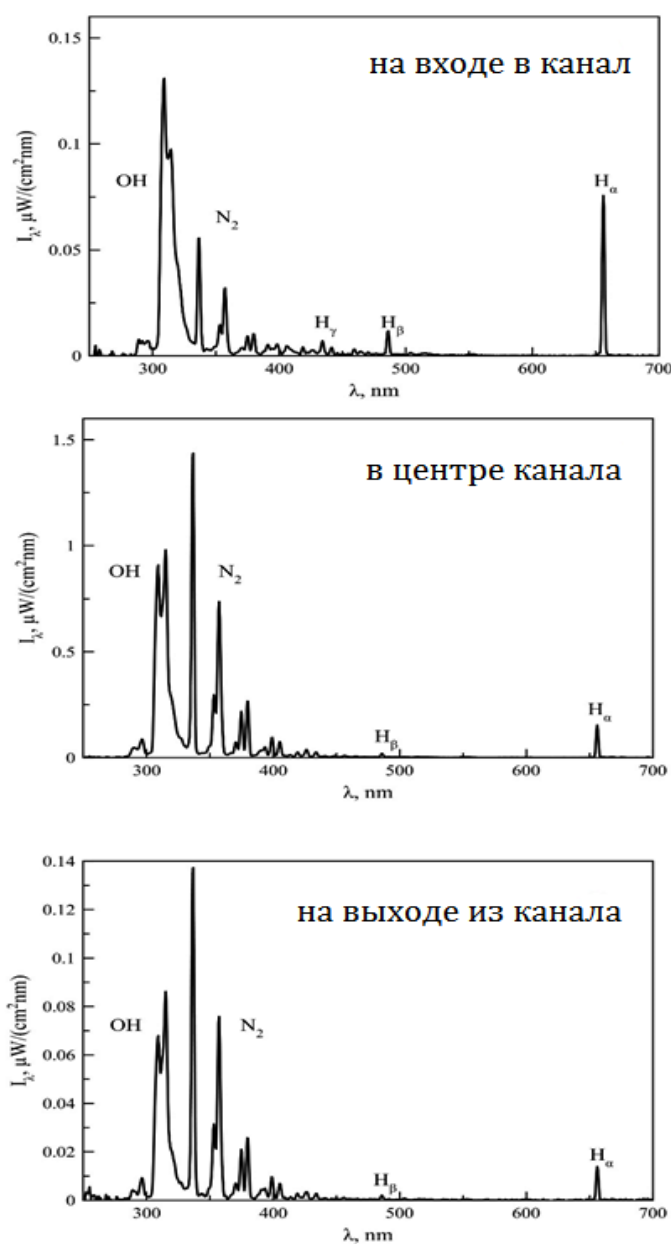 0.15
на входе в канал
0.1
OH
Hα
Iλ, µW/(cm²nm)
N₂
0.05
Hγ
Hβ
0
300 400 500 600 700
λ, nm
1.5
в центре канала
1
OH
N₂
Iλ, µW/(cm²nm)
0.5
Hβ
Hα
0
300 400 500 600 700
λ, nm
0.14
0.12
на выходе из канала
0.1
0.08
OH
N₂
Iλ, µW/(cm²nm)
0.06
0.04
0.02
Hβ
Hα
0
300 400 500 600 700
λ, nm